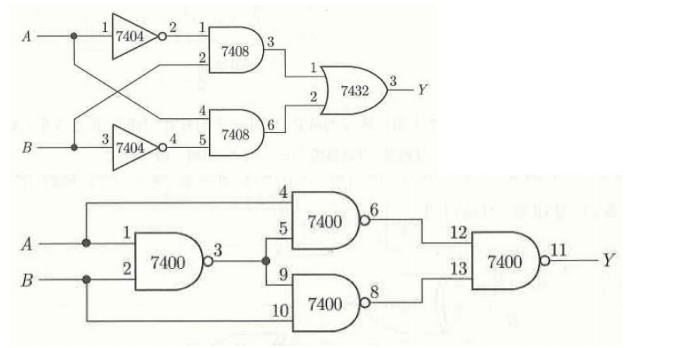 A 1 7404 2 1 7408 3
2
1 7432 3 Y
2
4 7408 6
B 3 7404 4 5
4 7400 6
5
A 1 7400 3 12 7400 11 Y
B 2 13
9 7400 8
10